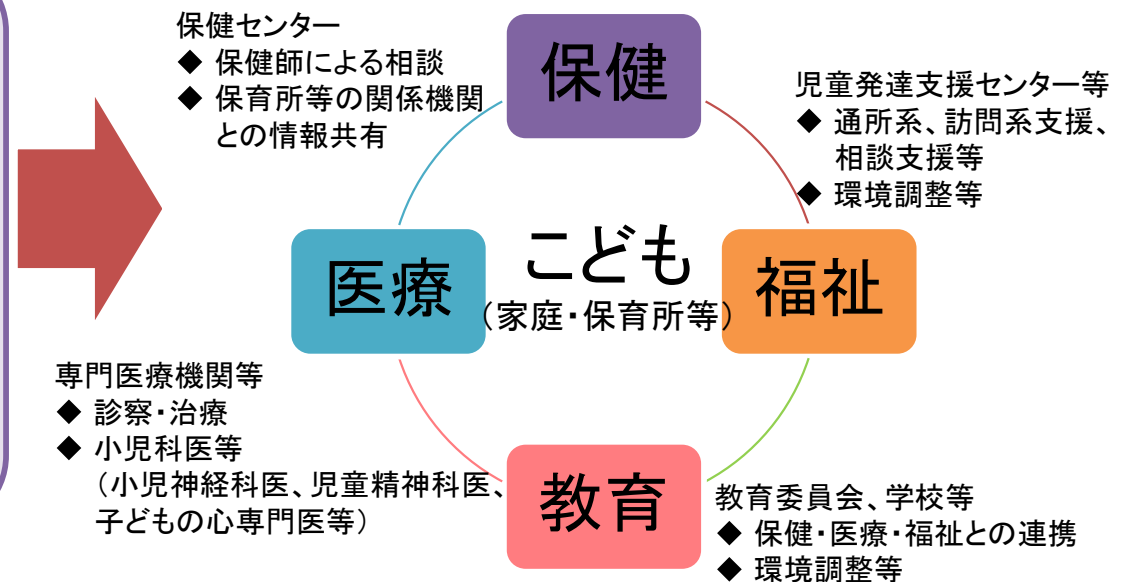 保健センター
◆ 保健師による相談
◆ 保育所等の関係機関
との情報共有
保健
児童発達支援センター等
◆ 通所系、訪問系支援、
相談支援等
◆ 環境調整等
医療
こども
（家庭・保育所等）
福祉
専門医療機関等
◆ 診察・治療
◆ 小児科医等
（小児神経科医、児童精神科医、
子どもの心専門医等）
教育
教育委員会、学校等
◆ 保健・医療・福祉との連携
◆ 環境調整等